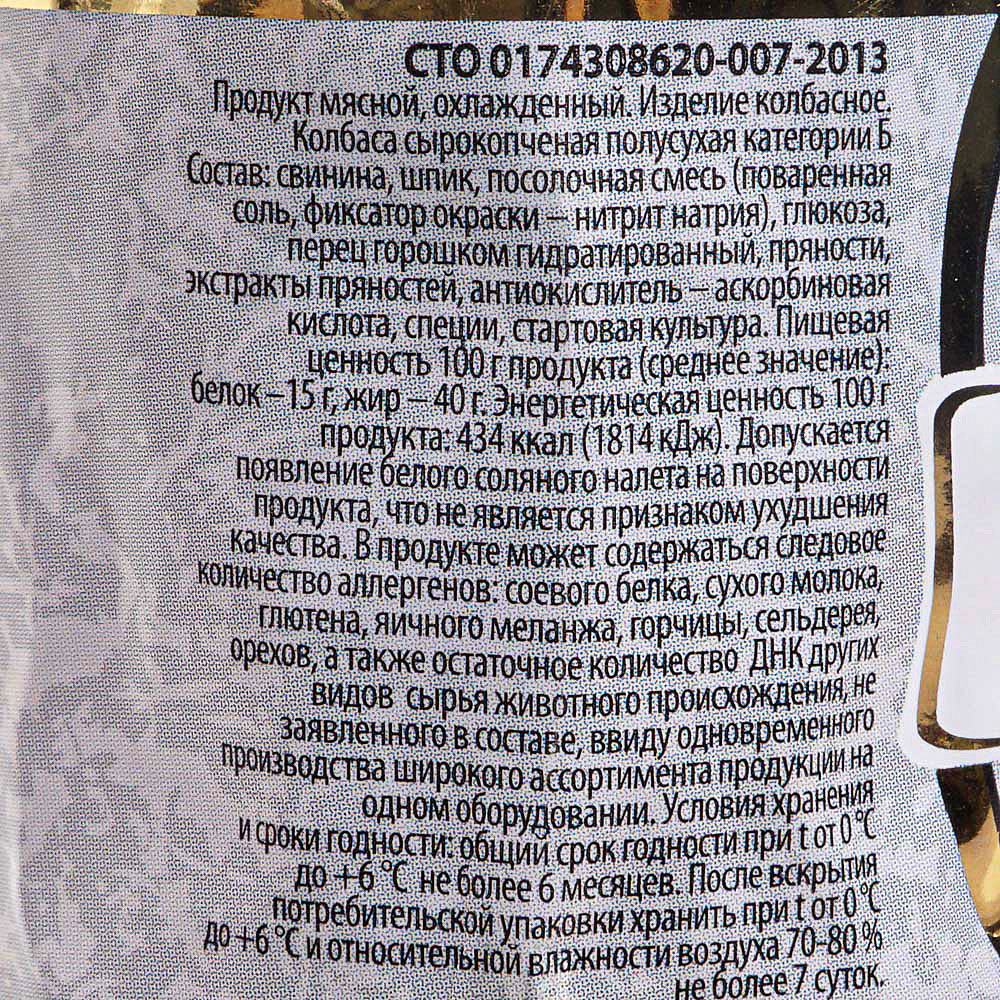 СТО 0174308620-007-2013
Продукт мясной, охлажденный. Изделие колбасное.
Колбаса сырокопченая полусухая категории Б
Состав: свинина, шпик, посолочная смесь (поваренная
соль, фиксатор окраски – нитрит натрия), глюкоза,
перец горошком гидратированный, пряности,
экстракты пряностей, антиокислитель – аскорбиновая
кислота, специи, стартовая культура. Пищевая
ценность 100 г продукта (среднее значение):
белок – 15 г, жир – 40 г. Энергетическая ценность 100 г
продукта: 434 ккал (1814 кДж). Допускается
появление белого соляного налета на поверхности
продукта, что не является признаком ухудшения
качества. В продукте может содержаться следовое
количество аллергенов: соевого белка, сухого молока,
глютена, яичного меланжа, горчицы, сельдерея,
орехов, а также остаточное количество ДНК других
видов сырья животного происхождения, не
заявленного в составе, ввиду одновременного
производства широкого ассортимента продукции на
одном оборудовании. Условия хранения
и сроки годности: общий срок годности при t от 0 °С
до +6 °С не более 6 месяцев. После вскрытия
потребительской упаковки хранить при t от 0 °С
до +6 °С и относительной влажности воздуха 70-80 %
не более 7 суток.